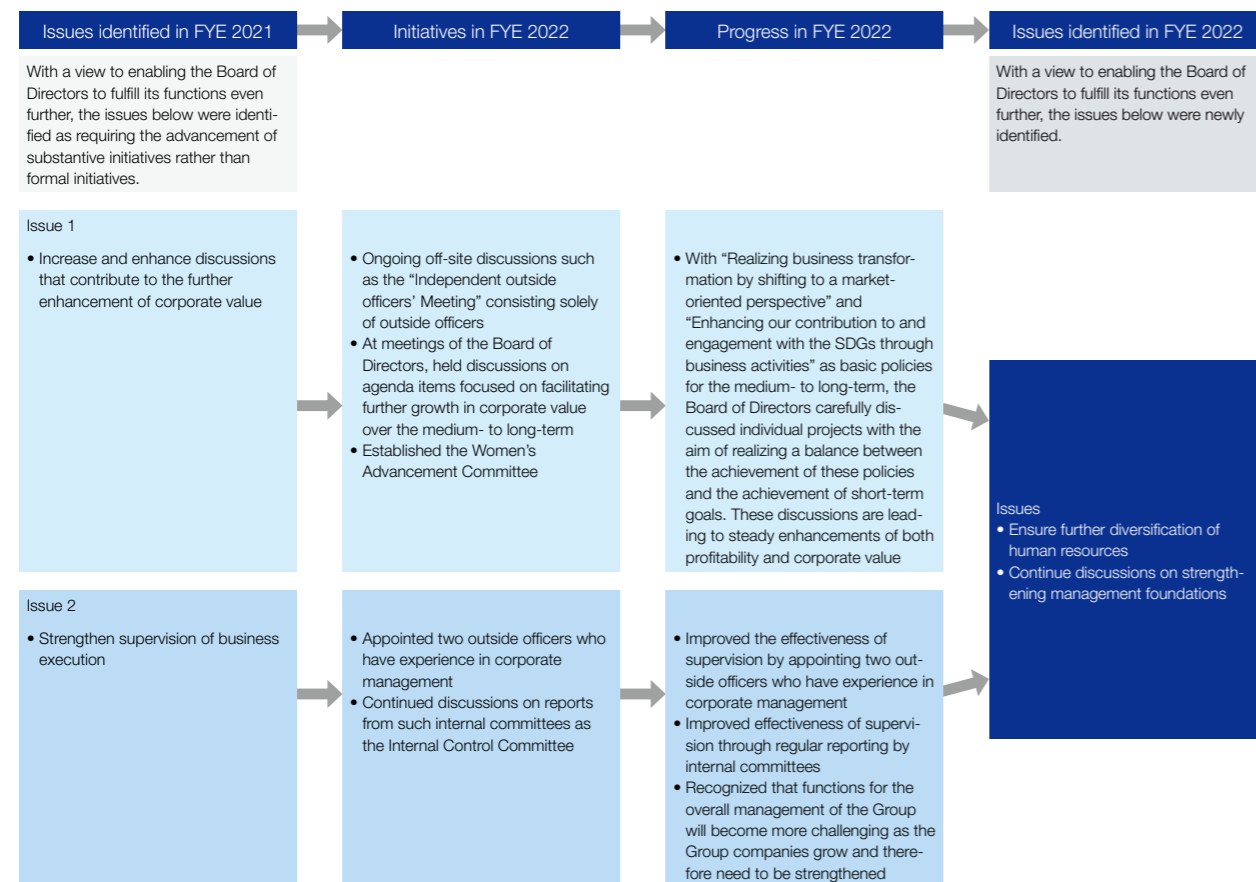 Issues identified in FYE 2021
Initiatives in FYE 2022
Progress in FYE 2022
Issues identified in FYE 2022
With a view to enabling the Board of
Directors to fulfill its functions even
further, the issues below were identi-
fied as requiring the advancement of
substantive initiatives rather than
formal initiatives.
With a view to enabling the Board of
Directors to fulfill its functions even
further, the issues below were newly
identified.
Issue 1
• Increase and enhance discussions
that contribute to the further
enhancement of corporate value
• Ongoing off-site discussions such
as the “Independent outside
officers’ Meeting” consisting solely
of outside officers
• At meetings of the Board of
Directors, held discussions on
agenda items focused on facilitating
further growth in corporate value
over the medium- to long-term
• Established the Women’s
Advancement Committee
• With “Realizing business transfor-
mation by shifting to a market-
oriented perspective” and
“Enhancing our contribution to and
engagement with the SDGs through
business activities” as basic policies
for the medium- to long-term, the
Board of Directors carefully dis-
cussed individual projects with the
aim of realizing a balance between
the achievement of these policies
and the achievement of short-term
goals. These discussions are lead-
ing to steady enhancements of both
profitability and corporate value
Issue 2
• Strengthen supervision of business
execution
• Appointed two outside officers who
have experience in corporate
management
• Continued discussions on reports
from such internal committees as
the Internal Control Committee
• Improved the effectiveness of
supervision by appointing two out-
side officers who have experience in
corporate management
• Improved effectiveness of supervi-
sion through regular reporting by
internal committees
• Recognized that functions for the
overall management of the Group
will become more challenging as the
Group companies grow and there-
fore need to be strengthened
Issues
• Ensure further diversification of
human resources
• Continue discussions on strength-
ening management foundations